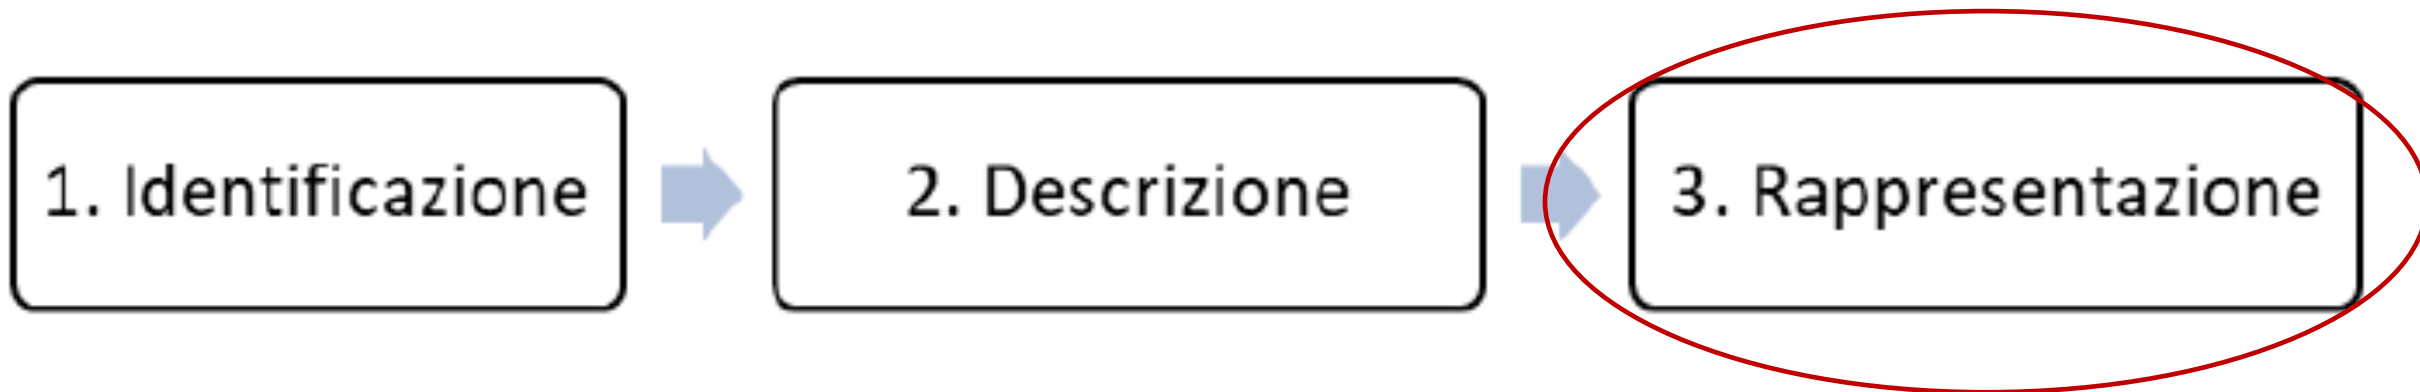 1. Identificazione
2. Descrizione
3. Rappresentazione